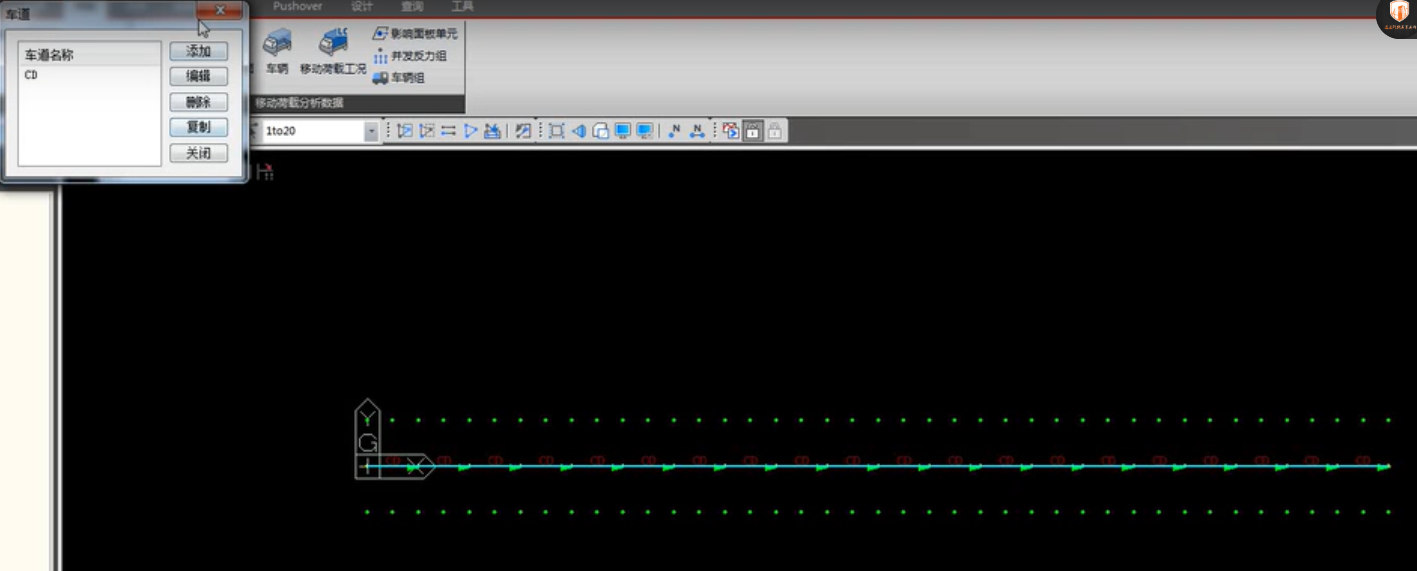 车道
Pushover 设计 查询 工具
车道名称
CD
添加
编辑
删除
复制
关闭
车辆
移动荷载工况
影响面板单元
并发反力组
车辆组
移动荷载分析数据
1to20
N N
Y
G
X
CD CD CD CD CD CD CD CD CD CD CD CD CD CD CD CD CD CD CD CD